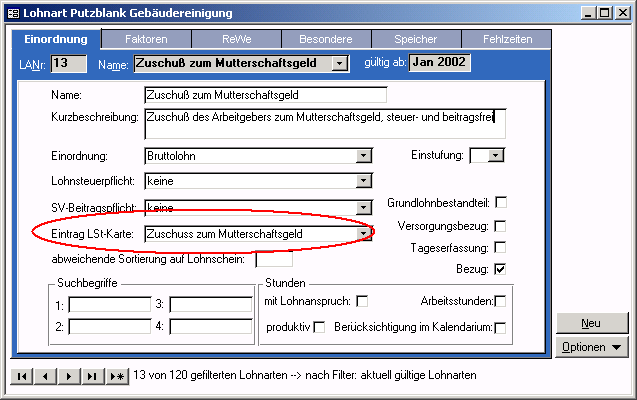 Lohnart Putzblank Gebäudereinigung
Einordnung Faktoren ReWe Besondere Speicher Fehlzeiten
LANr: 13 Name: Zuschuß zum Mutterschaftsgeld gültig ab: Jan 2002
Name: Zuschuß zum Mutterschaftsgeld
Kurzbeschreibung: Zuschuß des Arbeitgebers zum Mutterschaftsgeld, steuer- und beitragsfrei
Einordnung: Bruttolohn Einstufung:
Lohnsteuerpflicht: keine
SV-Beitragspflicht: keine Grundlohnbestandteil:
Eintrag LSt-Karte: Zuschuss zum Mutterschaftsgeld Versorgungsbezug:
Tageserfassung:
abweichende Sortierung auf Lohnschein: Bezug:
Suchbegriffe Stunden
1: 3: mit Lohnanspruch: Arbeitsstunden:
2: 4: produktiv Berücksichtigung im Kalendarium:
Neu
Optionen
13 von 120 gefilterten Lohnarten --> nach Filter: aktuell gültige Lohnarten